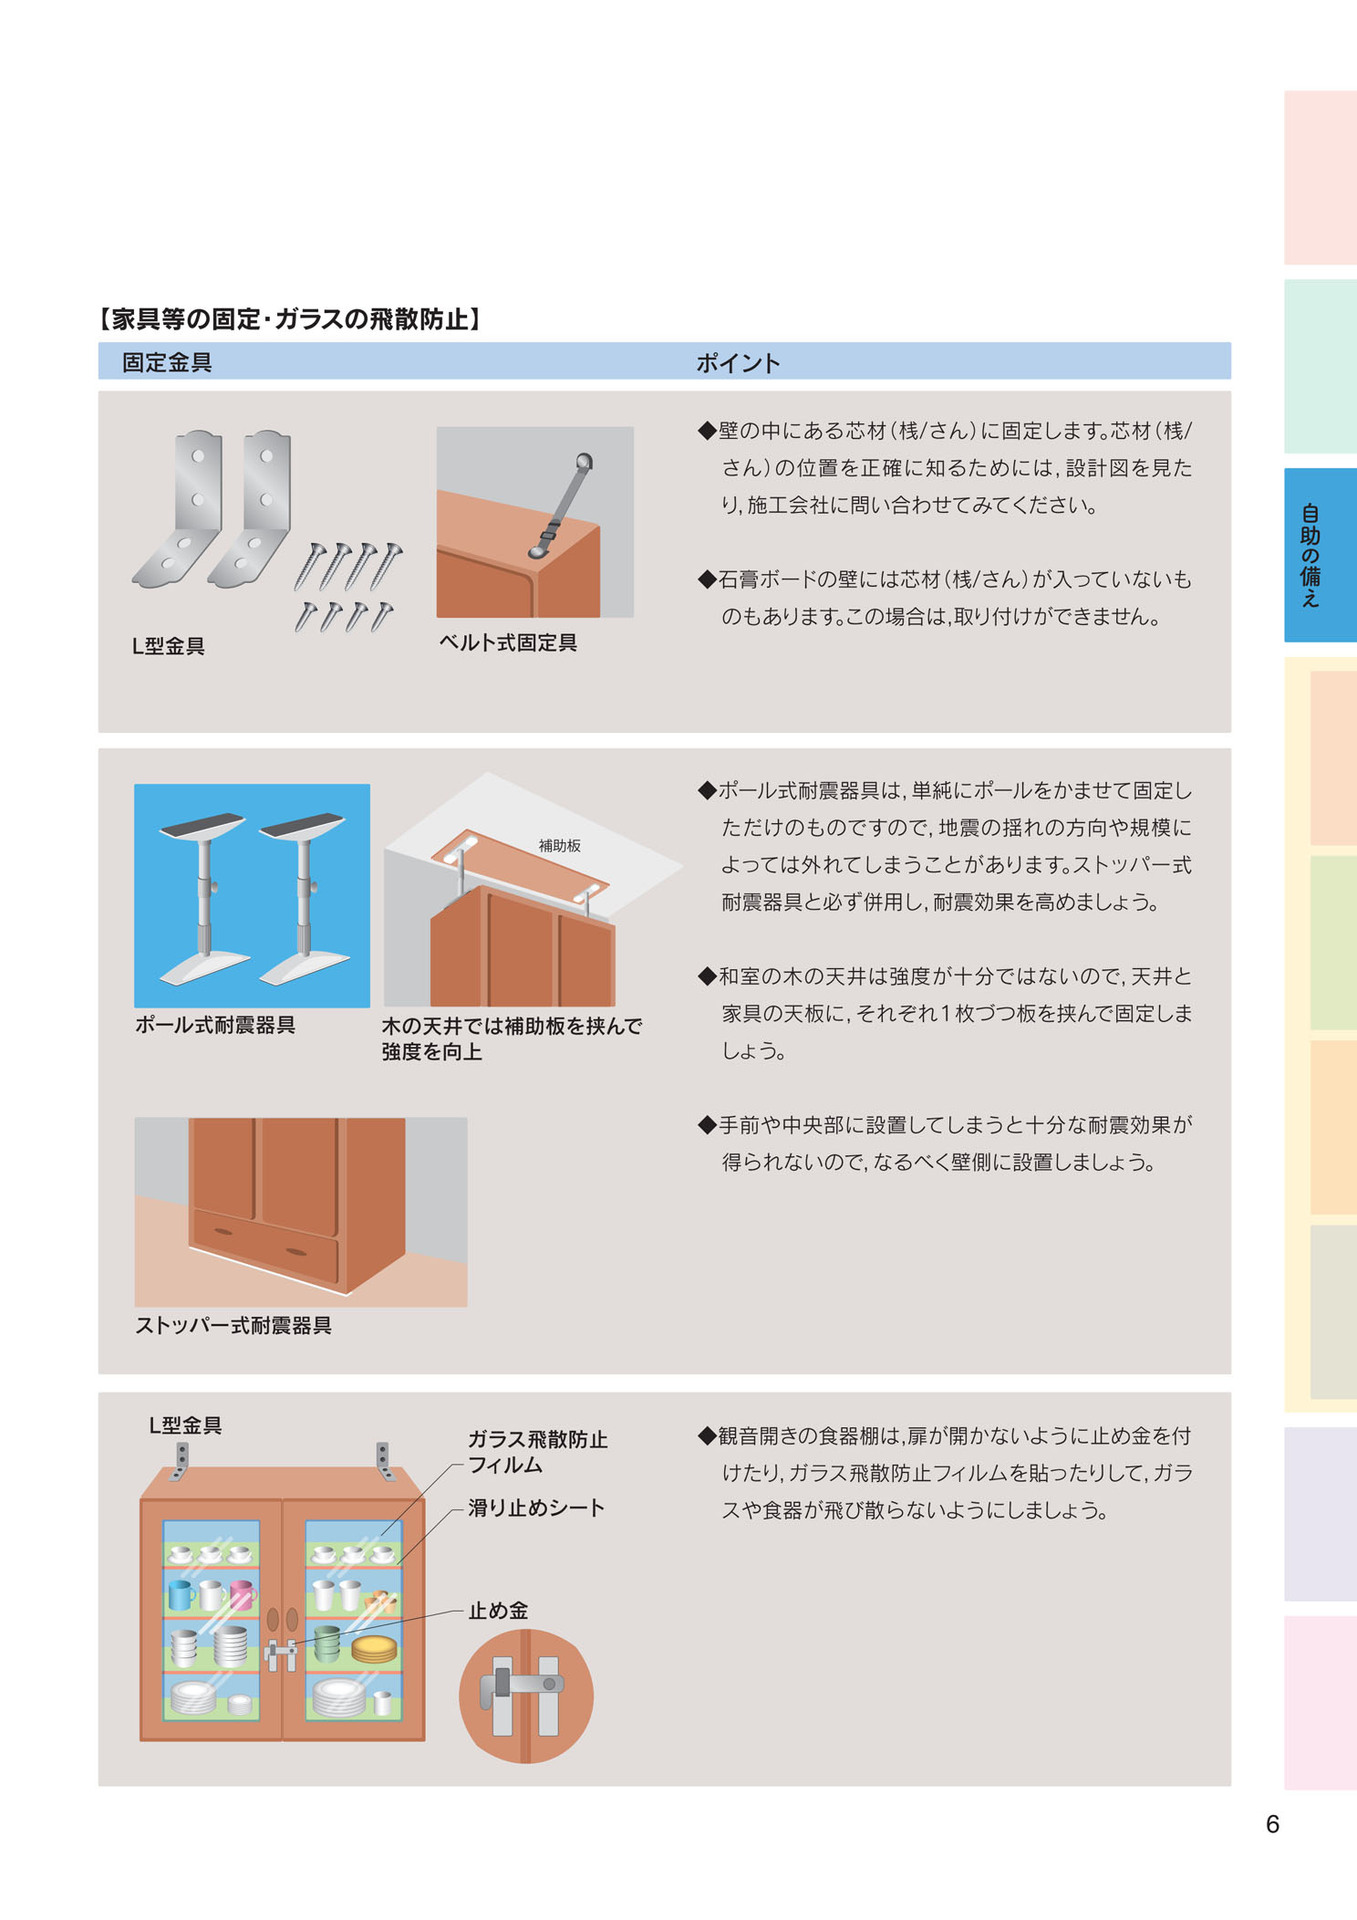 【家具等の固定・ガラスの飛散防止】
固定金具
ポイント
L型金具
ベルト式固定具
◆壁の中にある芯材（桟/さん）に固定します。芯材（桟/
さん）の位置を正確に知るためには，設計図を見た
り，施工会社に問い合わせてみてください。
◆石膏ボードの壁には芯材（桟/さん）が入っていないも
のもあります。この場合は，取り付けができません。
補助板
ポール式耐震器具
木の天井では補助板を挟んで
強度を向上
ストッパー式耐震器具
◆ポール式耐震器具は，単純にポールをかませて固定し
ただけのものですので，地震の揺れの方向や規模に
よっては外れてしまうことがあります。ストッパー式
耐震器具と必ず併用し，耐震効果を高めましょう。
◆和室の木の天井は強度が十分ではないので，天井と
家具の天板に，それぞれ1枚づつ板を挟んで固定しま
しょう。
◆手前や中央部に設置してしまうと十分な耐震効果が
得られないので，なるべく壁側に設置しましょう。
L型金具
ガラス飛散防止
フィルム
滑り止めシート
止め金
◆観音開きの食器棚は，扉が開かないように止め金を付
けたり，ガラス飛散防止フィルムを貼ったりして，ガラ
スや食器が飛び散らないようにしましょう。
自助の備え
6